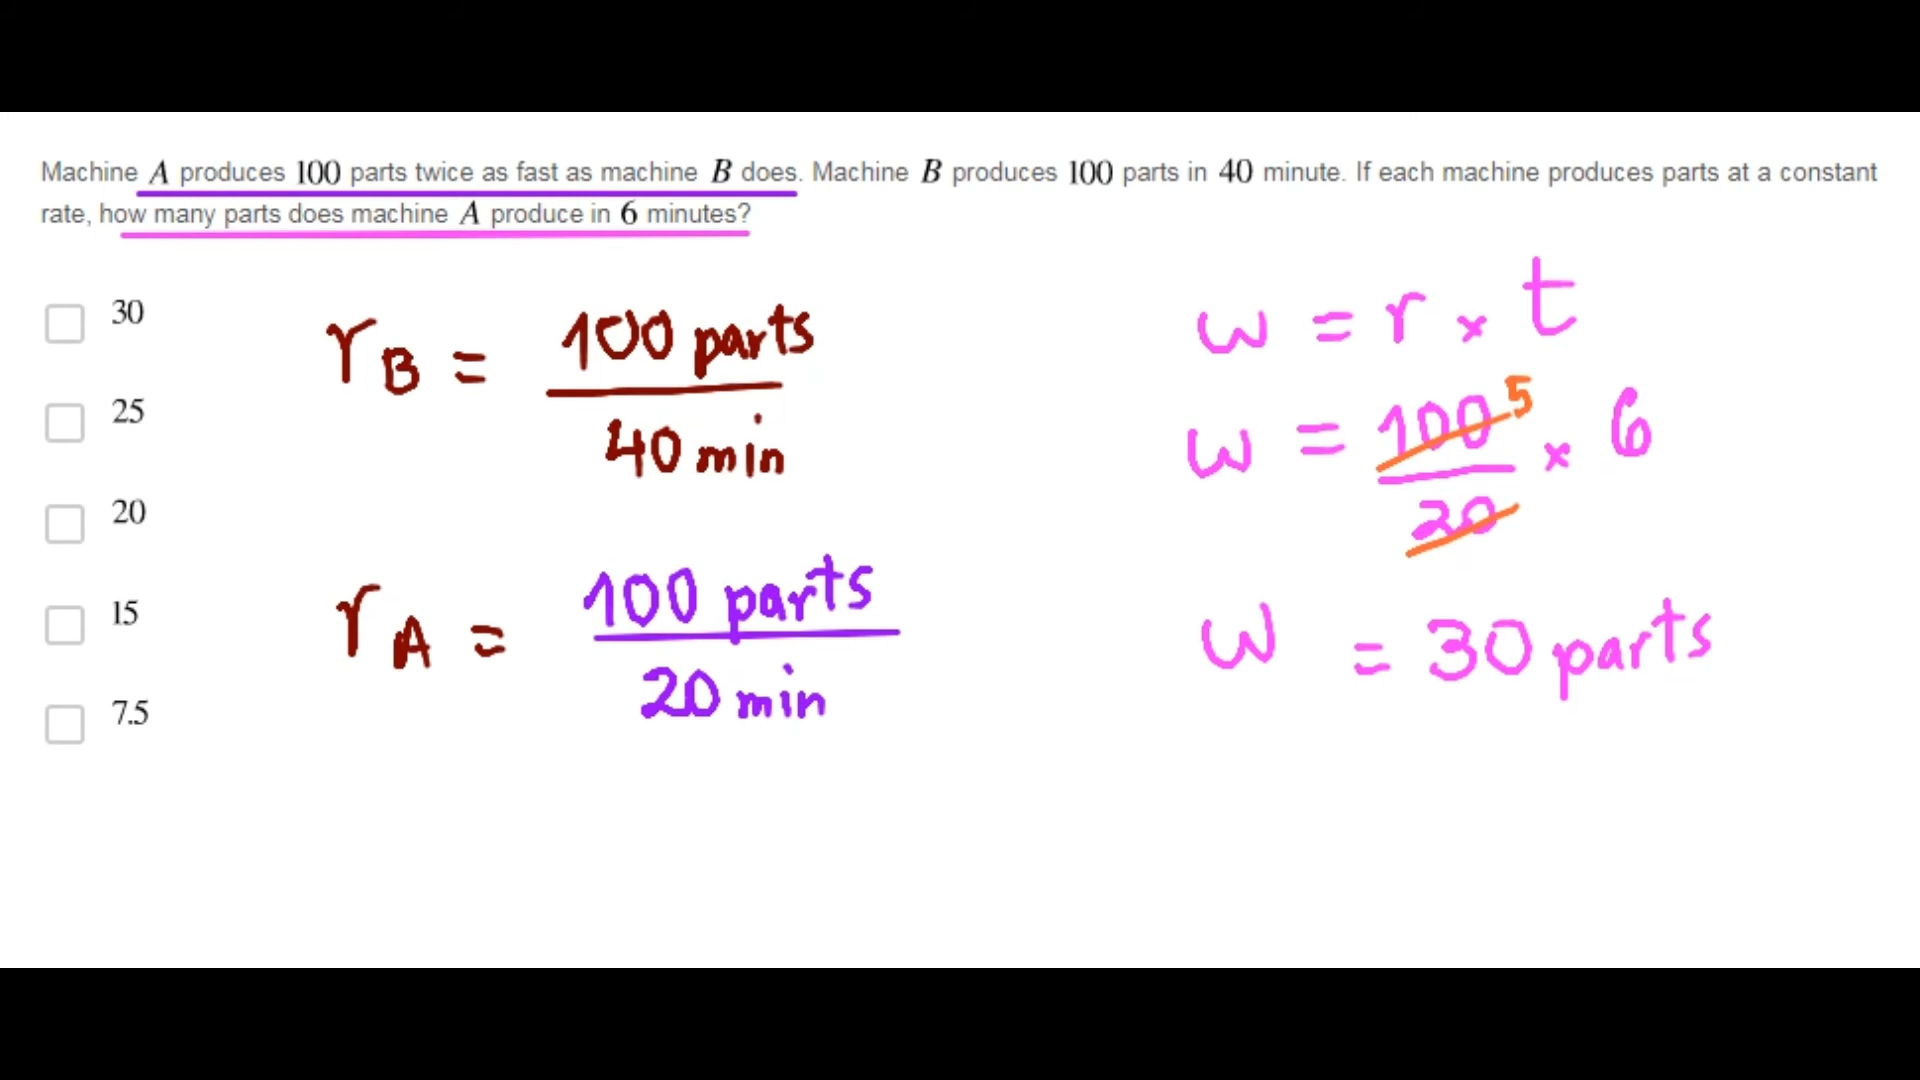 Machine A produces 100 parts twice as fast as machine B does. Machine B produces 100 parts in 40 minute. If each machine produces parts at a constant
rate, how many parts does machine A produce in 6 minutes?
30
25
20
15
7.5
r_B = 100 parts / 40 min
r_A = 100 parts / 20 min
w = r × t
w = 100 5 / 20 × 6
w = 30 parts